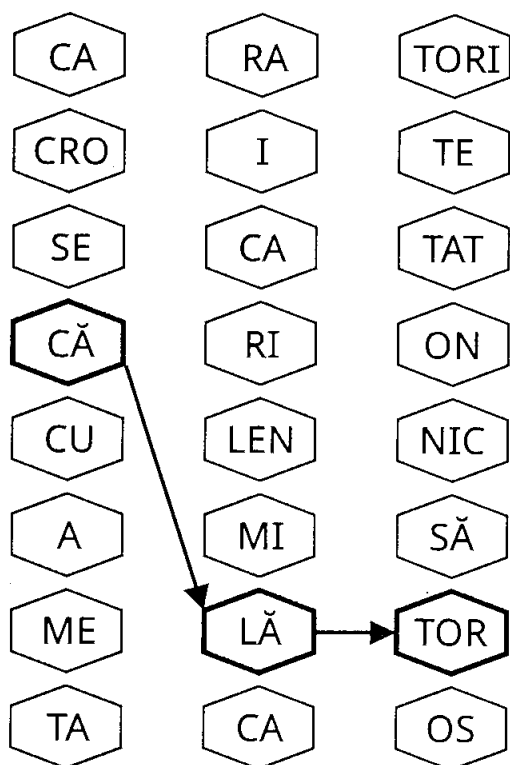 CA RA TORI
CRO I TE
SE CA TAT
CĂ RI ON
CU LEN NIC
A MI SĂ
ME LĂ TOR
TA CA OS